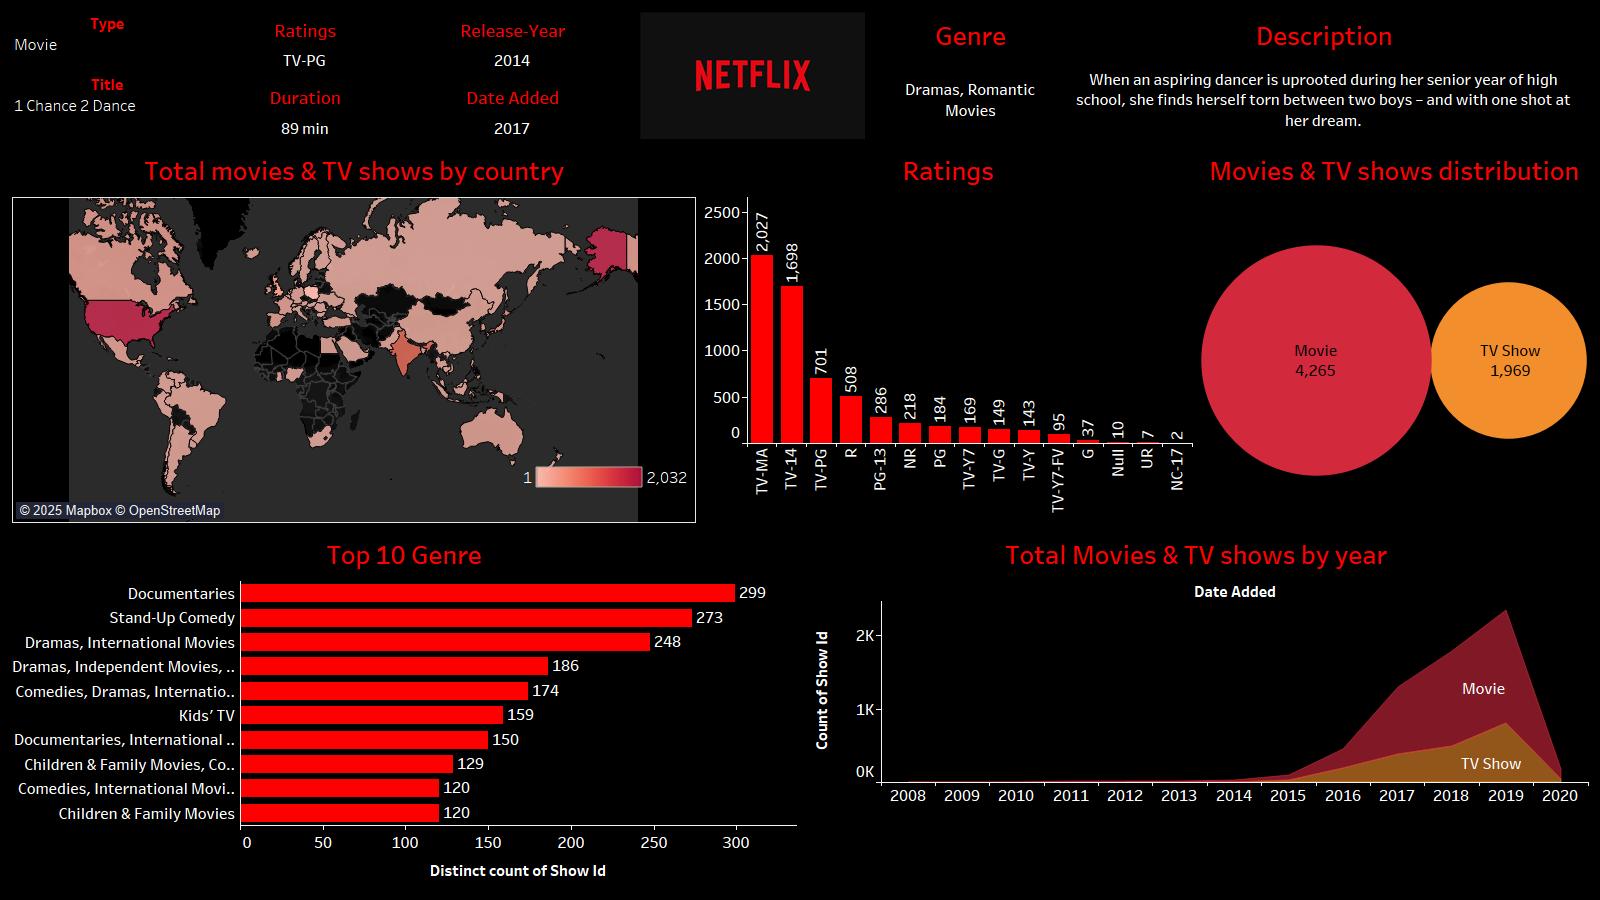 Type
Movie
Title
1 Chance 2 Dance
Ratings
TV-PG
Duration
89 min
Release-Year
2014
Date Added
2017
NETFLIX
Genre
Dramas, Romantic
Movies
Description
When an aspiring dancer is uprooted during her senior year of high
school, she finds herself torn between two boys – and with one shot at
her dream.
Total movies & TV shows by country
1
2,032
© 2025 Mapbox © OpenStreetMap
Ratings
2500
2000
1500
1000
500
0
2,027
1,698
701
508
286
218
184
169
149
143
95
37
10
7
2
TV-MA
TV-14
TV-PG
R
PG-13
NR
PG
TV-Y7
TV-G
TV-Y
TV-Y7-FV
G
Null
UR
NC-17
Movies & TV shows distribution
Movie
4,265
TV Show
1,969
Top 10 Genre
Documentaries 299
Stand-Up Comedy 273
Dramas, International Movies 248
Dramas, Independent Movies, .. 186
Comedies, Dramas, Internatio.. 174
Kids’ TV 159
Documentaries, International .. 150
Children & Family Movies, Co.. 129
Comedies, International Movi.. 120
Children & Family Movies 120
0 50 100 150 200 250 300
Distinct count of Show Id
Total Movies & TV shows by year
Date Added
Count of Show Id
2K
1K
0K
Movie
TV Show
2008 2009 2010 2011 2012 2013 2014 2015 2016 2017 2018 2019 2020